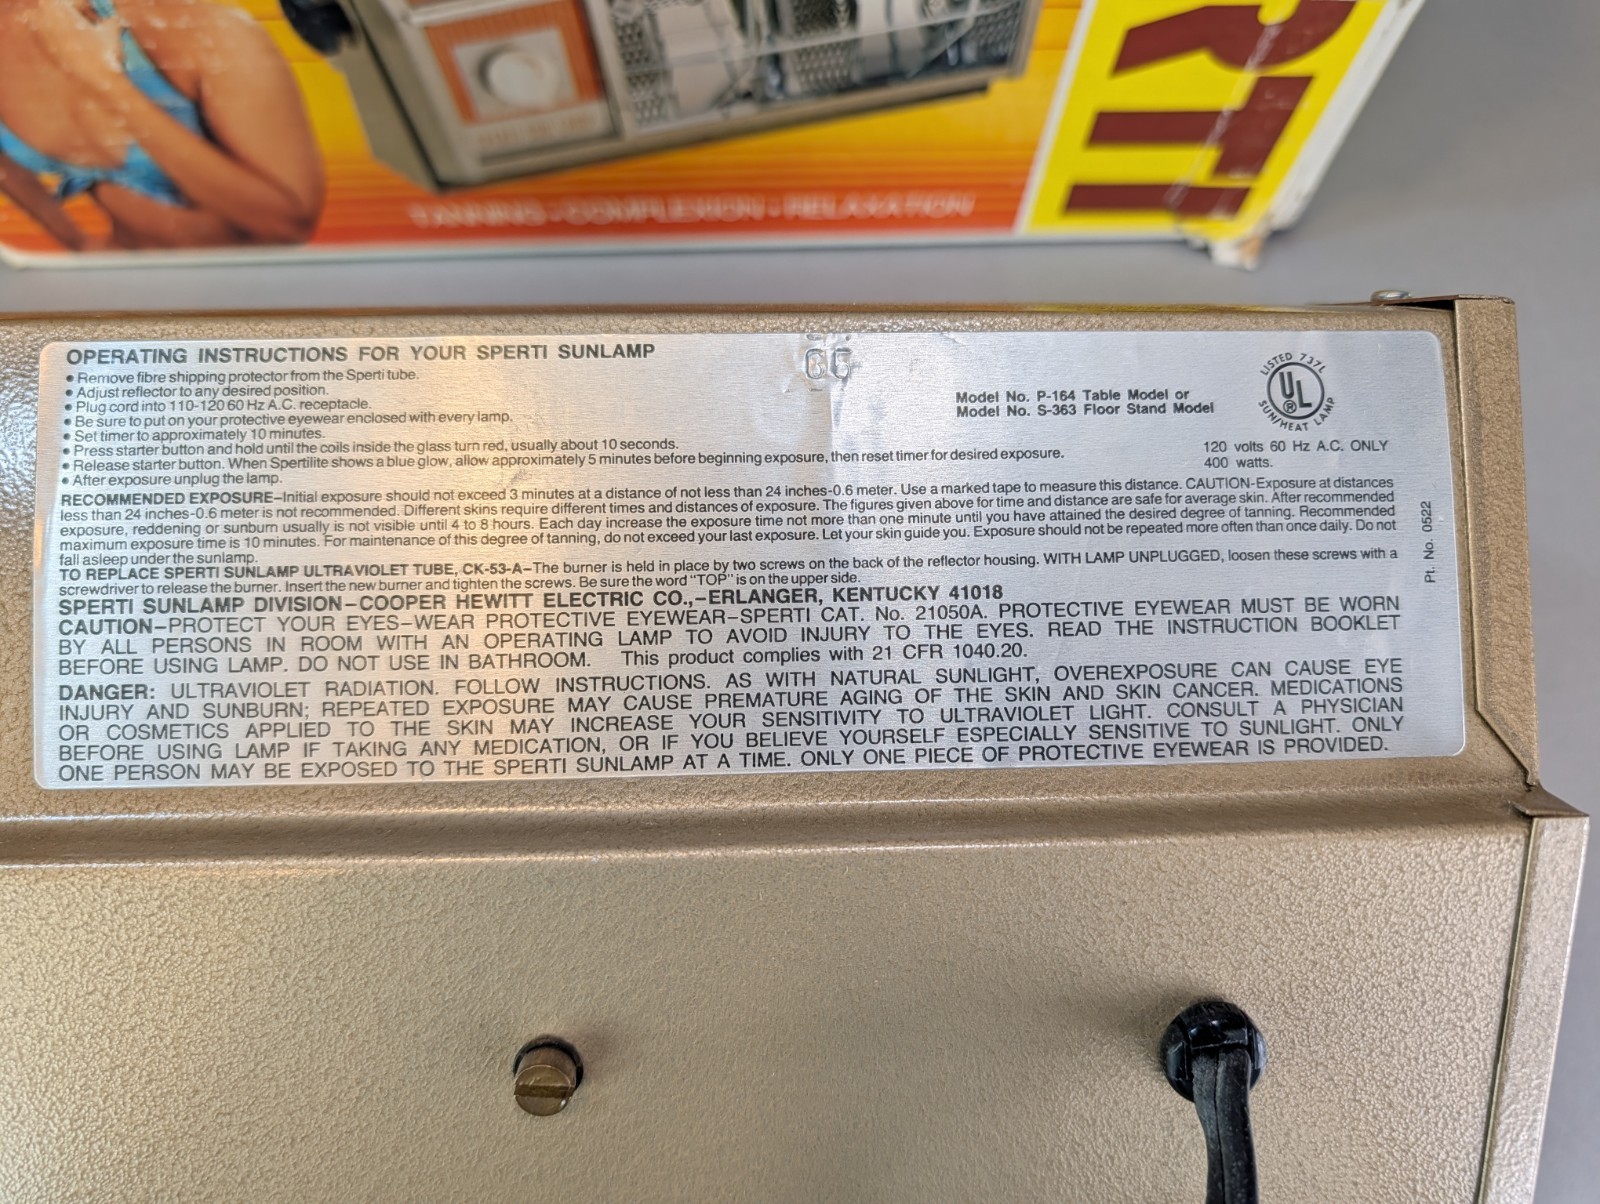 RTI
TANNING • COMPLEXION • RELAXATION
OPERATING INSTRUCTIONS FOR YOUR SPERTI SUNLAMP
• Remove fibre shipping protector from the Sperti tube.
• Adjust reflector to any desired position.
• Plug cord into 110-120 60 Hz A.C. receptacle.
• Be sure to put on your protective eyewear enclosed with every lamp.
• Set timer to approximately 10 minutes.
• Press starter button and hold until the coils inside the glass turn red, usually about 10 seconds.
• Release starter button. When Spertilite shows a blue glow, allow approximately 5 minutes before beginning exposure, then reset timer for desired exposure.
• After exposure unplug the lamp.
Model No. P-164 Table Model or
Model No. S-363 Floor Stand Model
LISTED 737L
UL
®
SUN/HEAT LAMP
120 volts 60 Hz A.C. ONLY
400 watts.
RECOMMENDED EXPOSURE–Initial exposure should not exceed 3 minutes at a distance of not less than 24 inches-0.6 meter. Use a marked tape to measure this distance. CAUTION-Exposure at distances
less than 24 inches-0.6 meter is not recommended. Different skins require different times and distances of exposure. The figures given above for time and distance are safe for average skin. After recommended
exposure, reddening or sunburn usually is not visible until 4 to 8 hours. Each day increase the exposure time not more than one minute until you have attained the desired degree of tanning. Recommended
maximum exposure time is 10 minutes. For maintenance of this degree of tanning, do not exceed your last exposure. Let your skin guide you. Exposure should not be repeated more often than once daily. Do not
fall asleep under the sunlamp.
TO REPLACE SPERTI SUNLAMP ULTRAVIOLET TUBE, CK-53-A–The burner is held in place by two screws on the back of the reflector housing. WITH LAMP UNPLUGGED, loosen these screws with a
screwdriver to release the burner. Insert the new burner and tighten the screws. Be sure the word "TOP" is on the upper side.
SPERTI SUNLAMP DIVISION–COOPER HEWITT ELECTRIC CO.,–ERLANGER, KENTUCKY 41018
CAUTION–PROTECT YOUR EYES–WEAR PROTECTIVE EYEWEAR–SPERTI CAT. No. 21050A. PROTECTIVE EYEWEAR MUST BE WORN
BY ALL PERSONS IN ROOM WITH AN OPERATING LAMP TO AVOID INJURY TO THE EYES. READ THE INSTRUCTION BOOKLET
BEFORE USING LAMP. DO NOT USE IN BATHROOM. This product complies with 21 CFR 1040.20.
DANGER: ULTRAVIOLET RADIATION. FOLLOW INSTRUCTIONS. AS WITH NATURAL SUNLIGHT, OVEREXPOSURE CAN CAUSE EYE
INJURY AND SUNBURN; REPEATED EXPOSURE MAY CAUSE PREMATURE AGING OF THE SKIN AND SKIN CANCER. MEDICATIONS
OR COSMETICS APPLIED TO THE SKIN MAY INCREASE YOUR SENSITIVITY TO ULTRAVIOLET LIGHT. CONSULT A PHYSICIAN
BEFORE USING LAMP IF TAKING ANY MEDICATION, OR IF YOU BELIEVE YOURSELF ESPECIALLY SENSITIVE TO SUNLIGHT. ONLY
ONE PERSON MAY BE EXPOSED TO THE SPERTI SUNLAMP AT A TIME. ONLY ONE PIECE OF PROTECTIVE EYEWEAR IS PROVIDED.
Pt. No. 0522